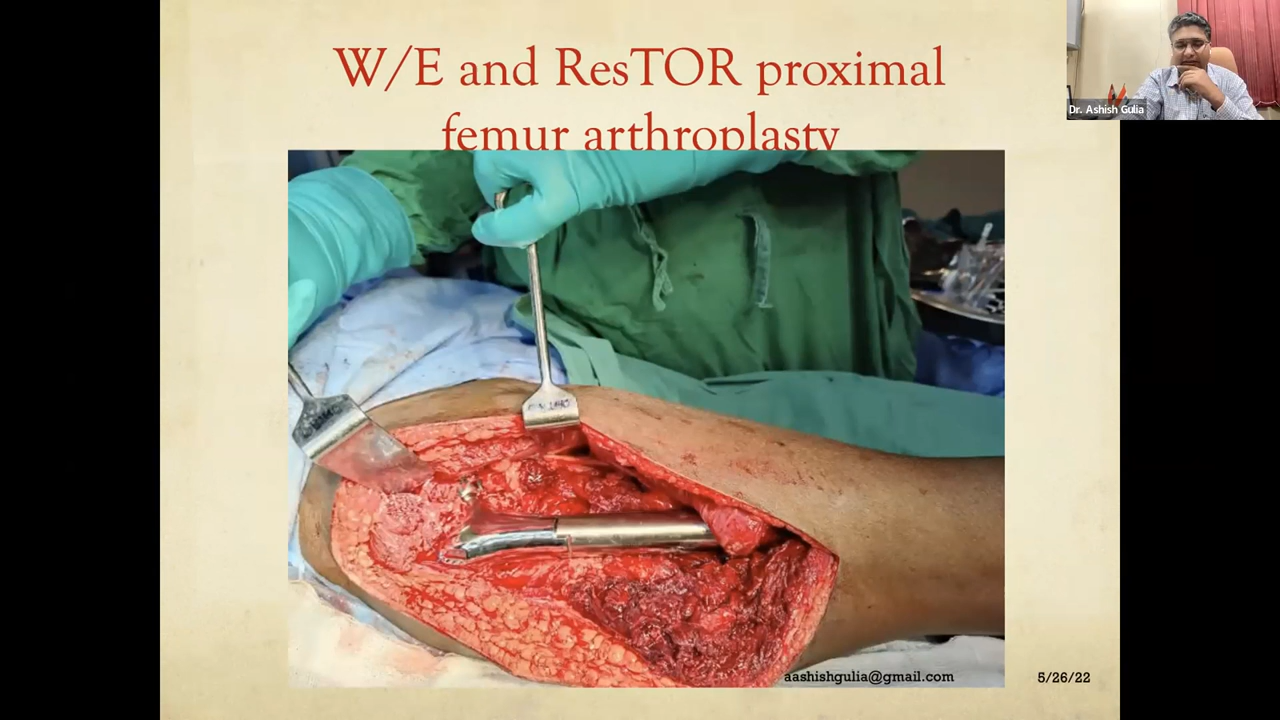 W/E and ResTOR proximal
femur arthroplasty
Dr. Ashish Gulia
aashishgulia@gmail.com
5/26/22